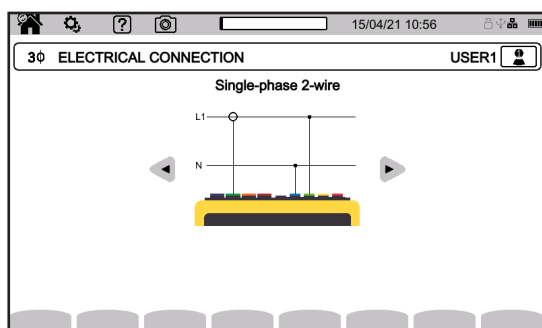 15/04/21 10:56
3ϕ ELECTRICAL CONNECTION USER1
Single-phase 2-wire
L1
N